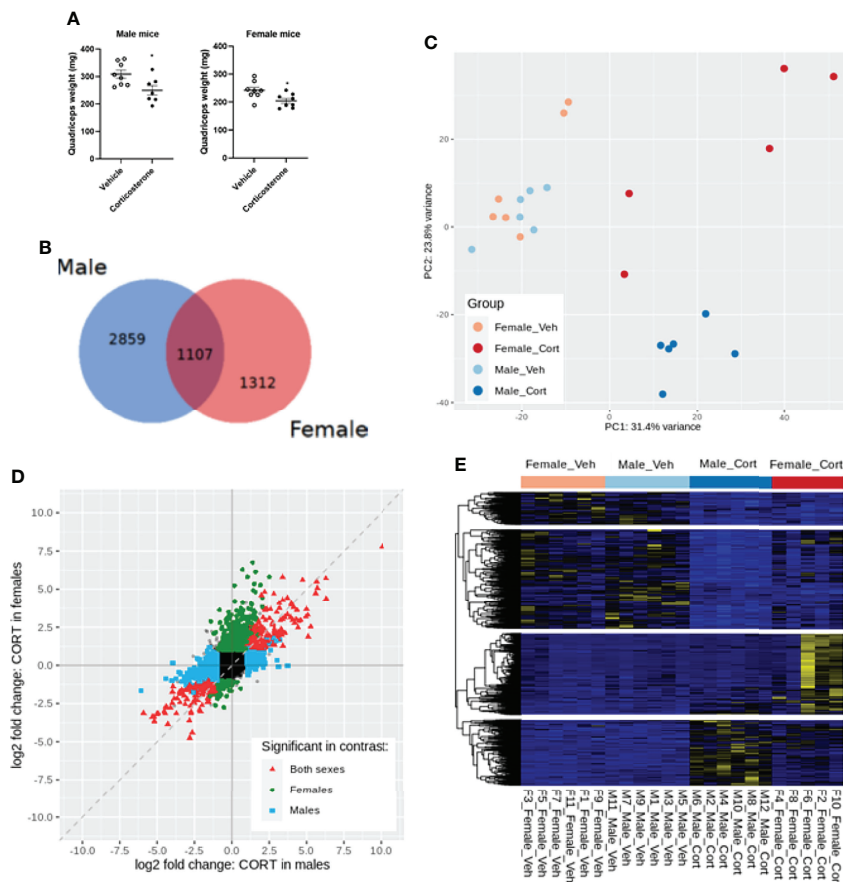 A
Male mice
Female mice
Quadriceps weight (mg)
400
300
200
100
0
*
Vehicle
Corticosterone
Quadriceps weight (mg)
400
300
200
100
0
*
Vehicle
Corticosterone
B
Male
2859
1107
1312
Female
C
PC2: 23.8% variance
20
0
-20
-40
Group
Female_Veh
Female_Cort
Male_Veh
Male_Cort
-20
0
20
40
PC1: 31.4% variance
D
log2 fold change: CORT in females
10.0
7.5
5.0
2.5
0.0
-2.5
-5.0
-7.5
-10.0
Significant in contrast:
Both sexes
Females
Males
-10.0
-7.5
-5.0
-2.5
0.0
2.5
5.0
7.5
10.0
log2 fold change: CORT in males
E
Female_Veh
Male_Veh
Male_Cort
Female_Cort
F3_Female_Veh
F5_Female_Veh
F7_Female_Veh
F11_Female_Veh
F1_Female_Veh
F9_Female_Veh
M11_Male_Veh
M7_Male_Veh
M9_Male_Veh
M1_Male_Veh
M3_Male_Veh
M5_Male_Veh
M6_Male_Cort
M2_Male_Cort
M4_Male_Cort
M10_Male_Cort
M8_Male_Cort
M12_Male_Cort
F4_Female_Cort
F8_Female_Cort
F6_Female_Cort
F2_Female_Cort
F10_Female_Cort